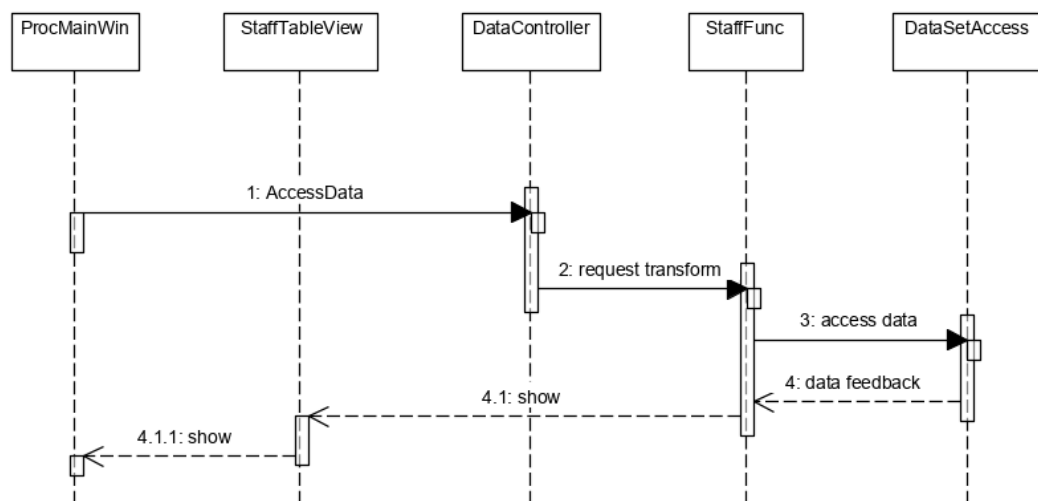 ProcMainWin
StaffTableView
DataController
StaffFunc
DataSetAccess
1: AccessData
2: request transform
3: access data
4: data feedback
4.1: show
4.1.1: show